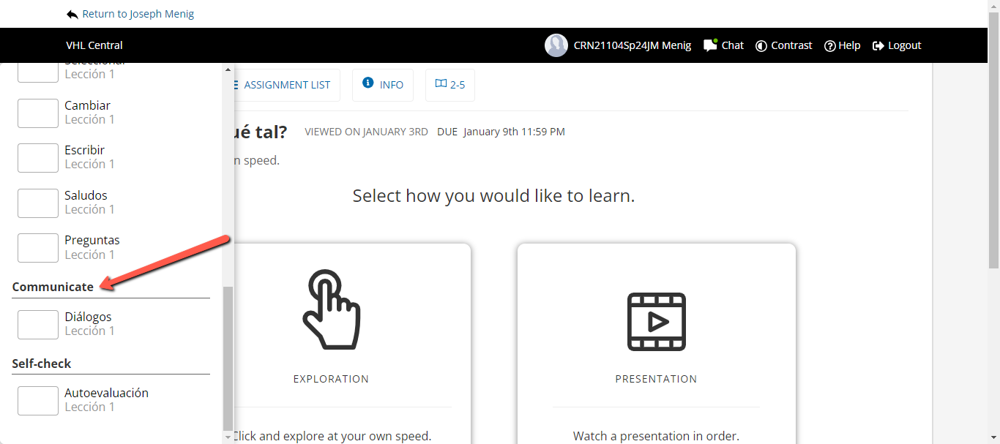 Return to Joseph Menig
VHL Central
CRN21104Sp24JM Menig
Chat
Contrast
Help
Logout
Seleccionar
Lección 1
Cambiar
Lección 1
Escribir
Lección 1
Saludos
Lección 1
Preguntas
Lección 1
Communicate
Diálogos
Lección 1
Self-check
Autoevaluación
Lección 1
ASSIGNMENT LIST
INFO
2-5
ué tal? VIEWED ON JANUARY 3RD DUE January 9th 11:59 PM
n speed.
Select how you would like to learn.
EXPLORATION
Click and explore at your own speed.
PRESENTATION
Watch a presentation in order.